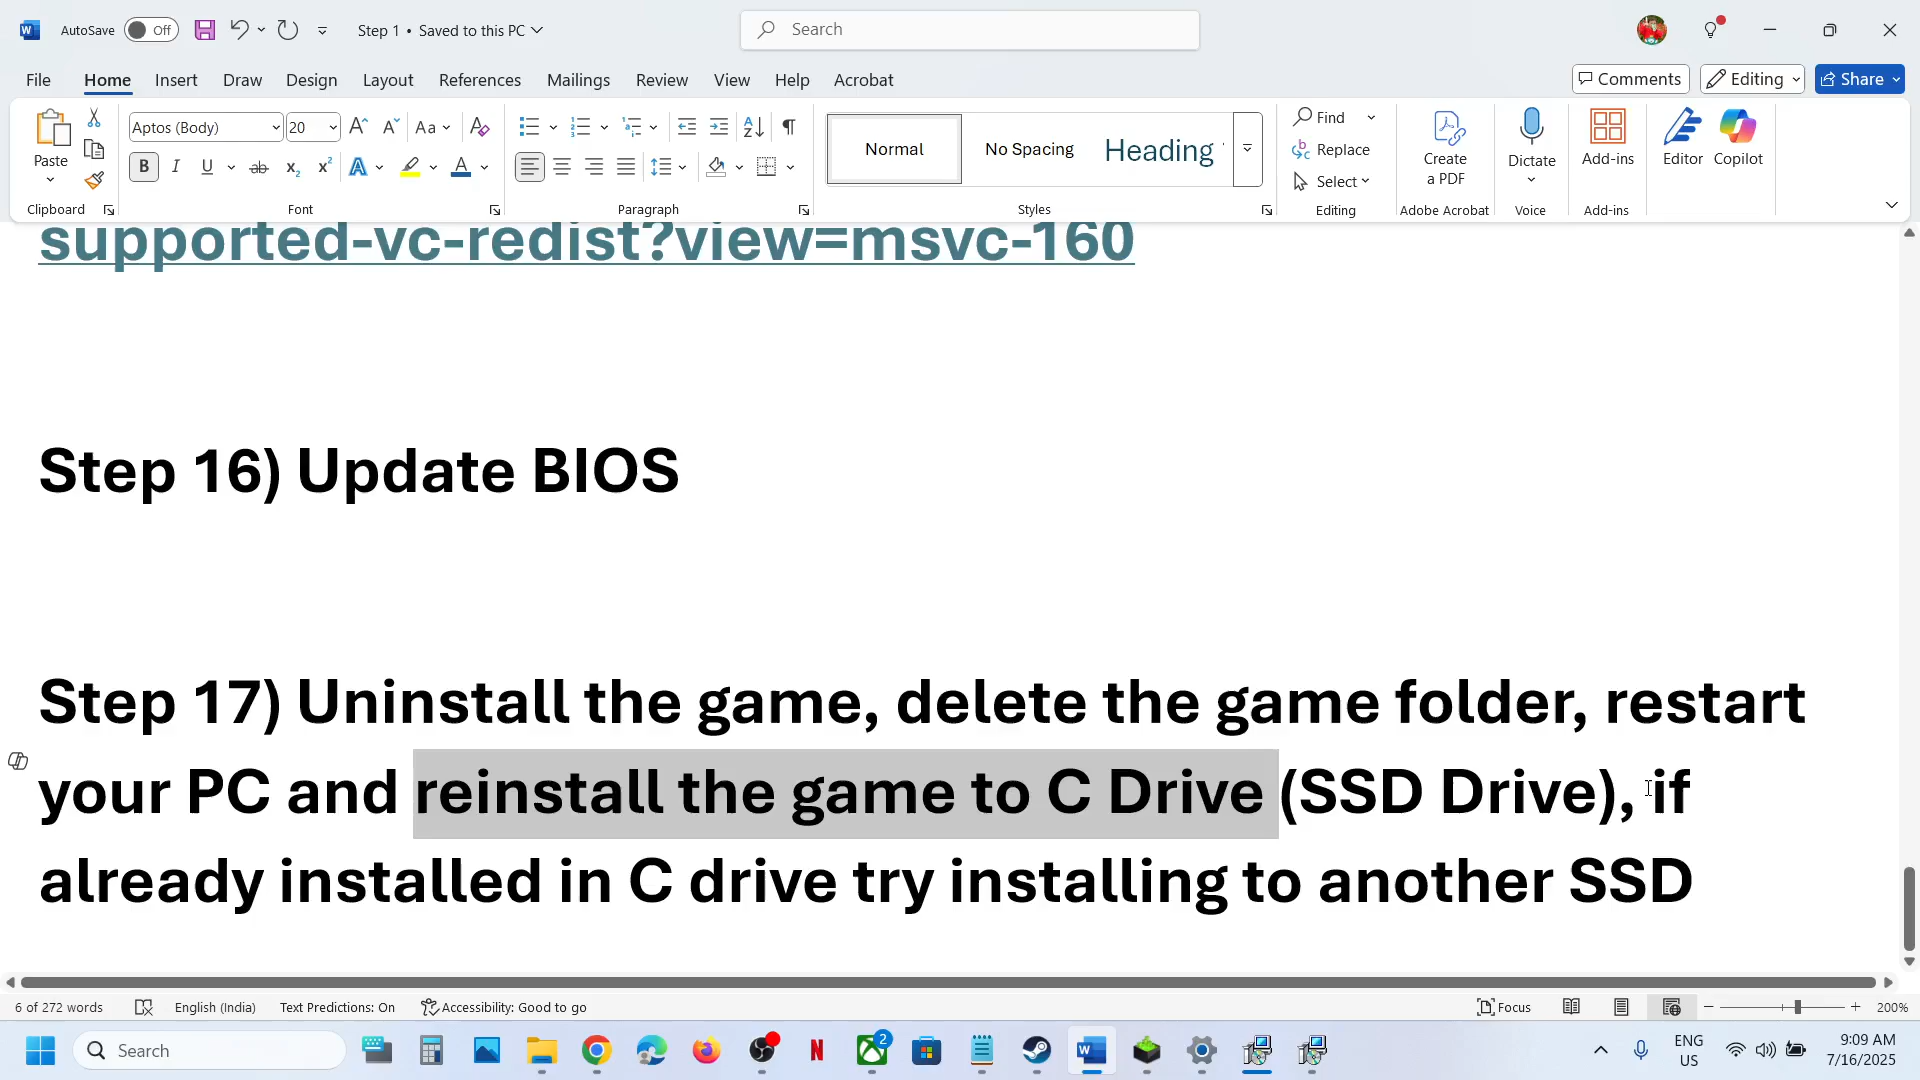 AutoSave Off Step 1 • Saved to this PC Search
File Home Insert Draw Design Layout References Mailings Review View Help Acrobat Comments Editing Share
Paste Aptos (Body) 20 Aa Normal No Spacing Heading Find Replace Select Create a PDF Dictate Add-ins Editor Copilot
Clipboard Font Paragraph Styles Editing Adobe Acrobat Voice Add-ins
supported-vc-redist?view=msvc-160
Step 16) Update BIOS
Step 17) Uninstall the game, delete the game folder, restart
your PC and reinstall the game to C Drive (SSD Drive), if
already installed in C drive try installing to another SSD
6 of 272 words English (India) Text Predictions: On Accessibility: Good to go Focus 200%
Search 2 ENG US 9:09 AM 7/16/2025